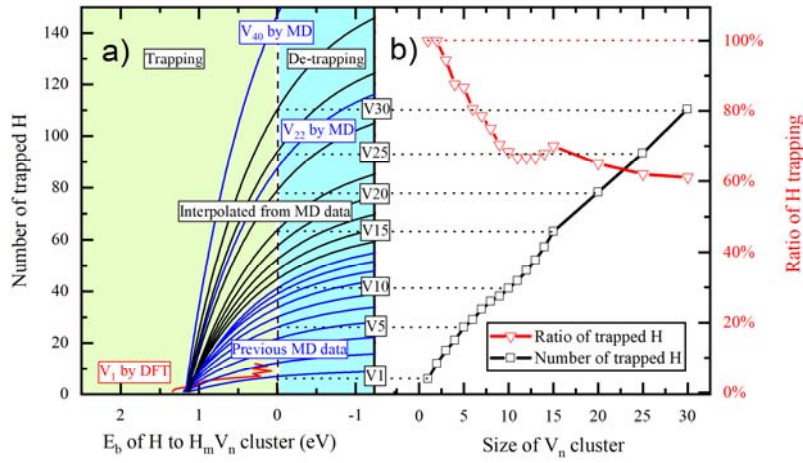 a)
b)
V40 by MD
Trapping
De-trapping
V22 by MD
Interpolated from MD data
Previous MD data
V1 by DFT
V30
V25
V20
V15
V10
V5
V1
Number of trapped H
140
120
100
80
60
40
20
0
2
1
0
-1
Eb of H to HmVn cluster (eV)
Ratio of trapped H
Number of trapped H
0
5
10
15
20
25
30
Size of Vn cluster
100%
80%
60%
40%
20%
0%
Ratio of H trapping